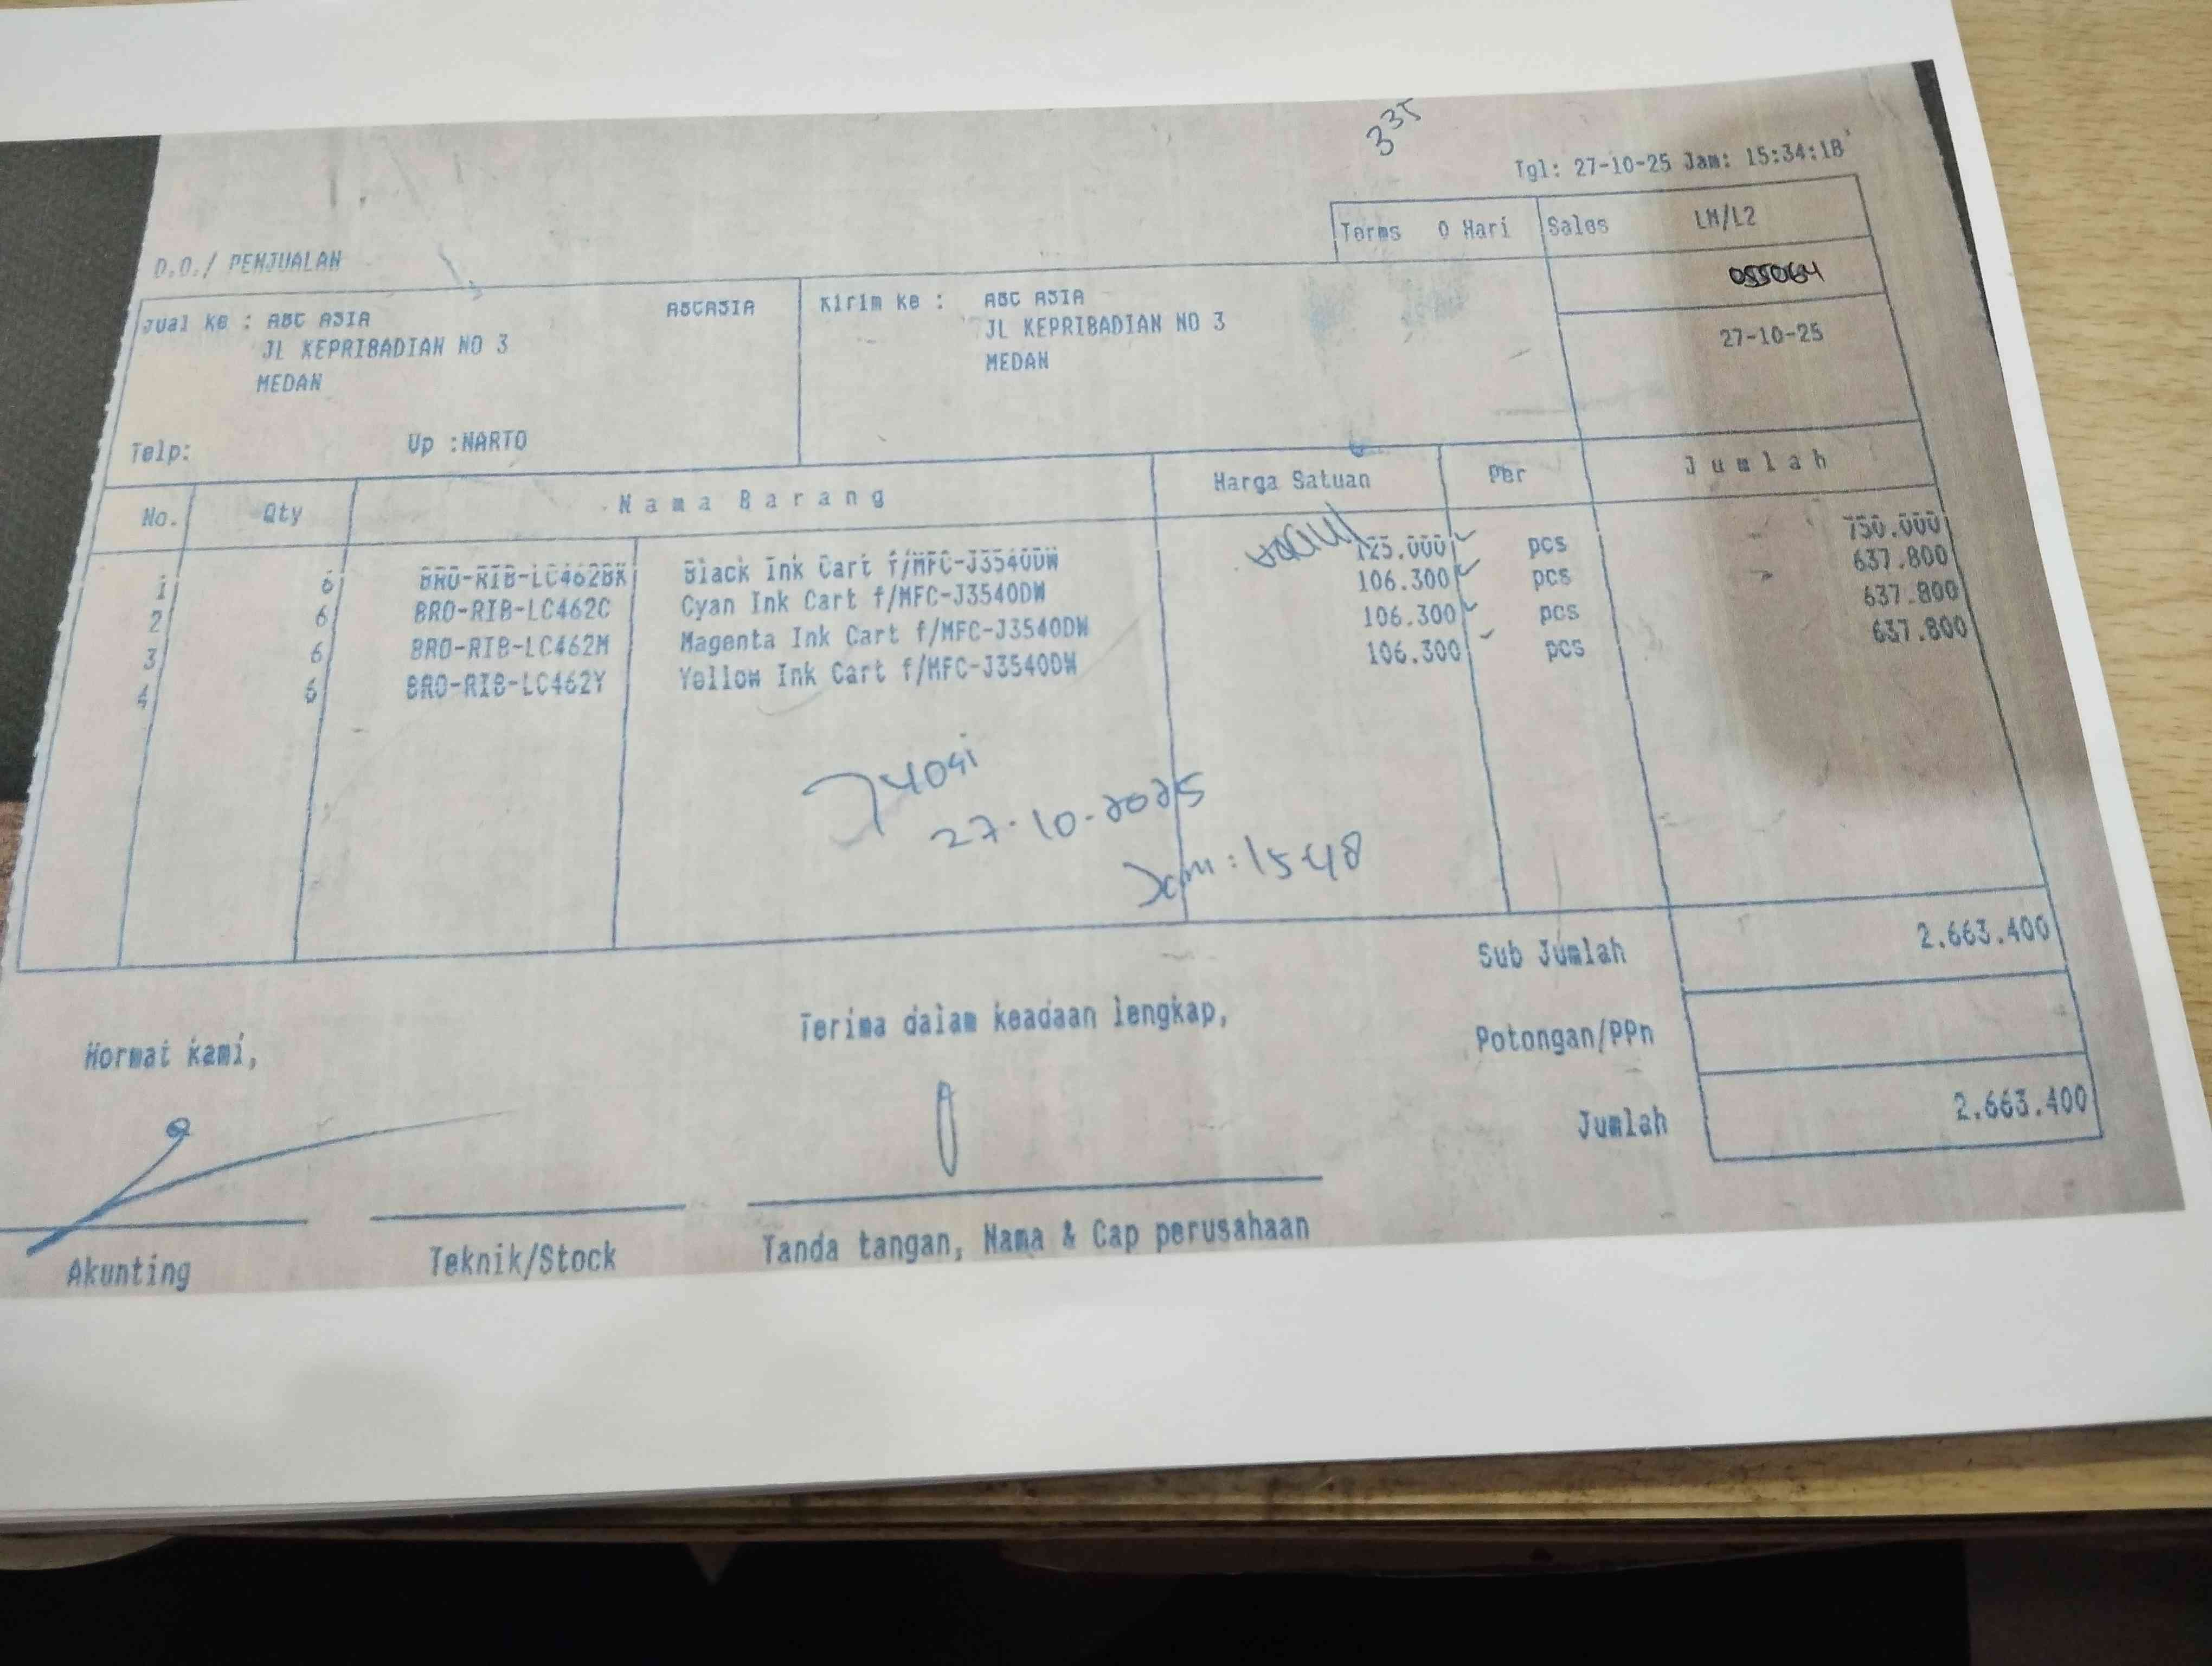 335
Tgl: 27-10-25 Jam: 15:34:18
Terms 0 Hari Sales LM/L2
D.O./ PENJUALAN
055064
Jual Ke : ABC ASIA ABCASIA Kirim ke : ABC ASIA
JL KEPRIBADIAN NO 3 JL KEPRIBADIAN NO 3 27-10-25
MEDAN MEDAN
Telp: Up :NARTO
No. Qty Nama Barang Harga Satuan Per Jumlah
1 6 BRO-RIB-LC462BK Black Ink Cart f/MFC-J3540DW 125.000 pcs 750.000
2 6 BRO-RIB-LC462C Cyan Ink Cart f/MFC-J3540DW 106.300 pcs 637.800
3 6 BRO-RIB-LC462M Magenta Ink Cart f/MFC-J3540DW 106.300 pcs 637.800
4 6 BRO-RIB-LC462Y Yellow Ink Cart f/MFC-J3540DW 106.300 pcs 637.800
27-10-2025
Jam: 1548
Sub Jumlah 2.663.400
Hormat kami, Terima dalam keadaan lengkap, Potongan/PPn
Jumlah 2.663.400
Akunting Teknik/Stock Tanda tangan, Nama & Cap perusahaan